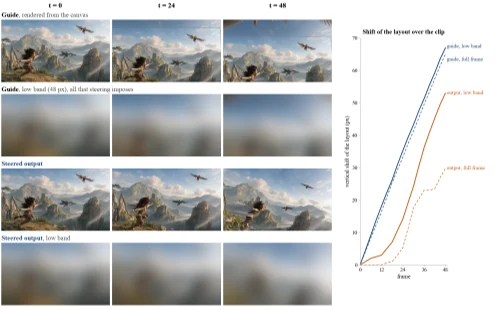 t = 0 t = 24 t = 48
Guide, rendered from the canvas
Guide, low band (48 px), all that steering imposes
Steered output
Steered output, low band
Shift of the layout over the clip
70
60
50
40
30
20
10
0
0 12 24 36 48
frame
vertical shift of the layout (px)
guide, low band
guide, full frame
output, low band
output, full frame